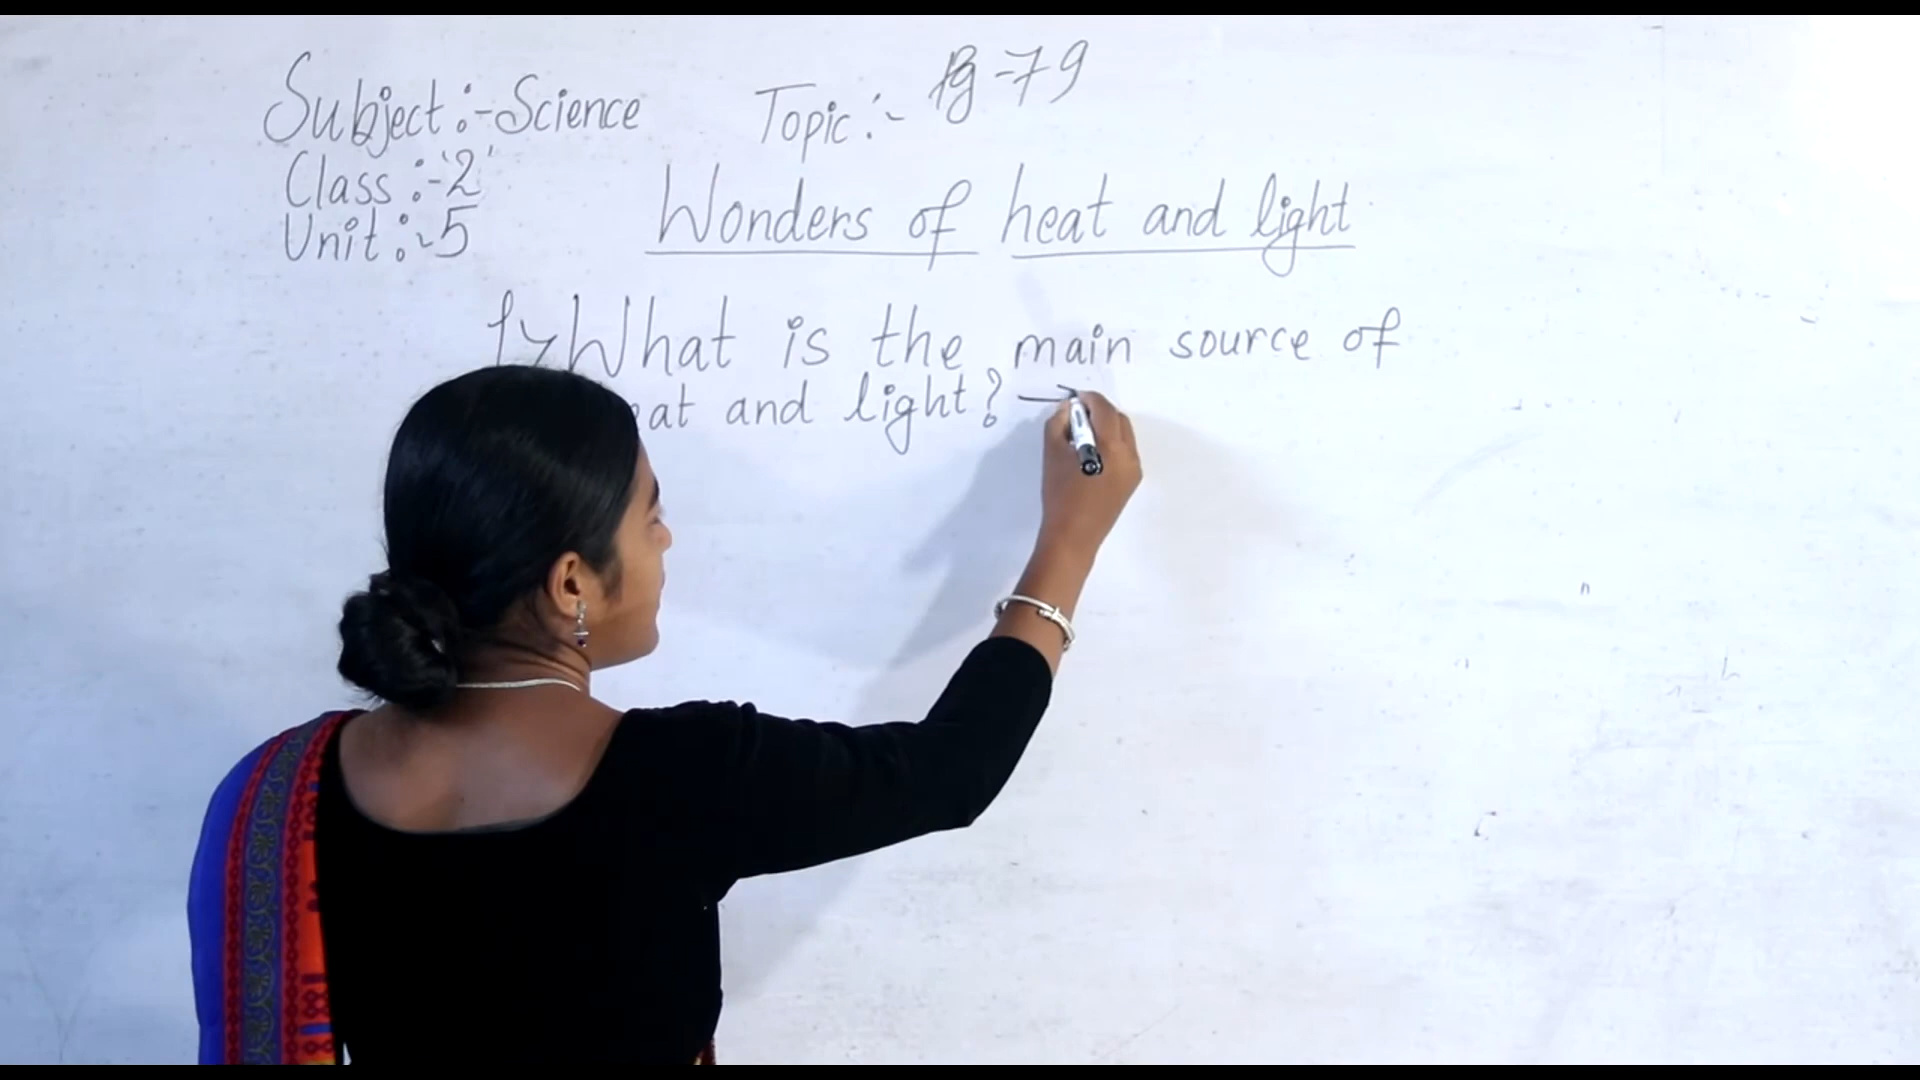 Subject:-Science Topic:- Pg-79
Class:-'2'
Unit:-5 Wonders of heat and light
1> What is the main source of
eat and light? →